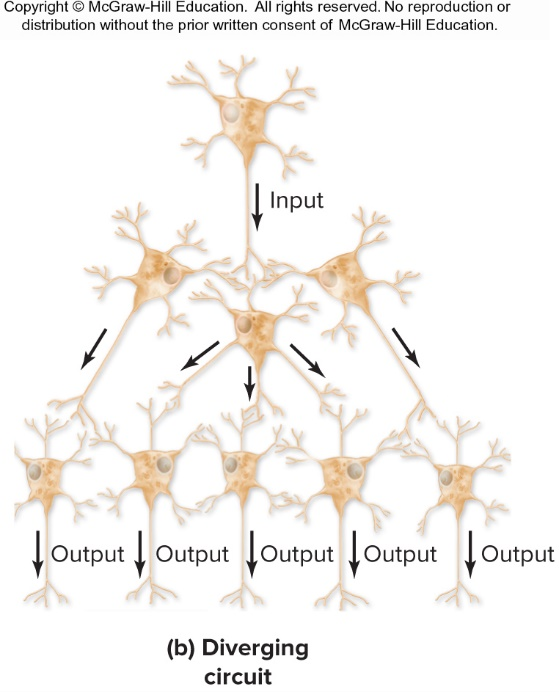 Copyright © McGraw-Hill Education. All rights reserved. No reproduction or
distribution without the prior written consent of McGraw-Hill Education.
Input
Output Output Output Output Output
(b) Diverging
circuit